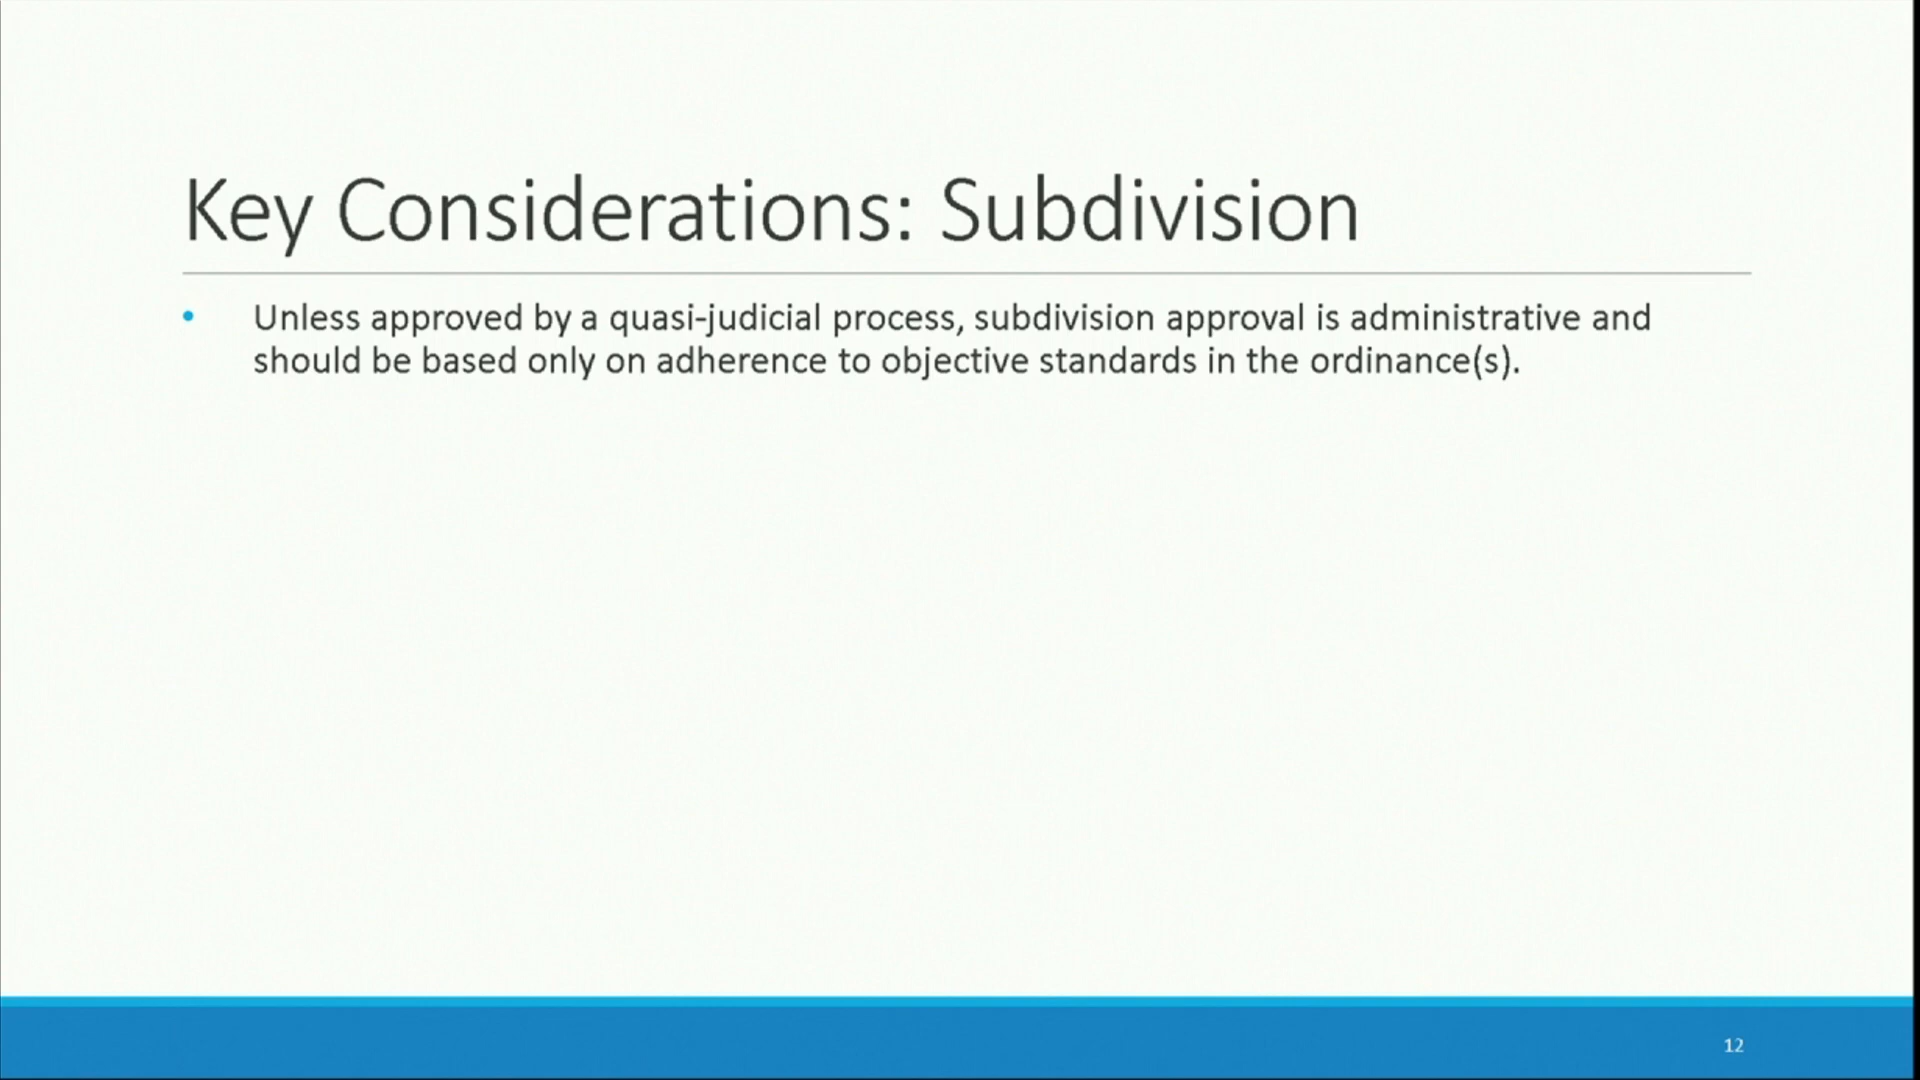 Key Considerations: Subdivision
• Unless approved by a quasi-judicial process, subdivision approval is administrative and
should be based only on adherence to objective standards in the ordinance(s).
12